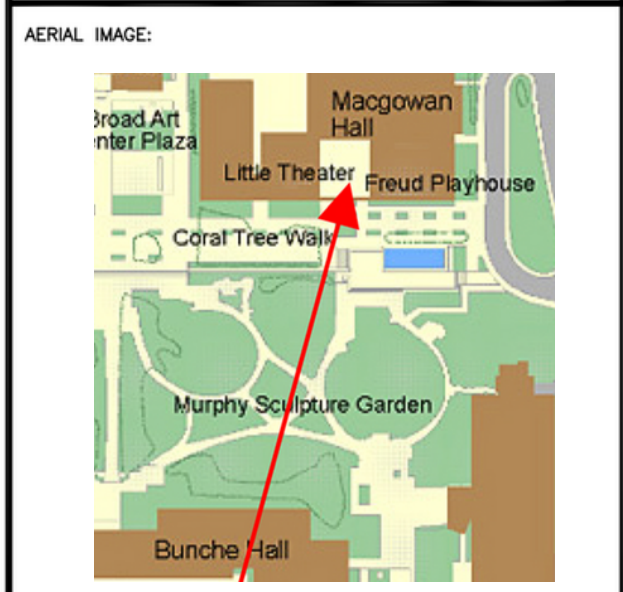 AERIAL IMAGE:
Macgowan
Hall
Broad Art
enter Plaza
Little Theater
Freud Playhouse
Coral Tree Walk
Murphy Sculpture Garden
Bunche Hall